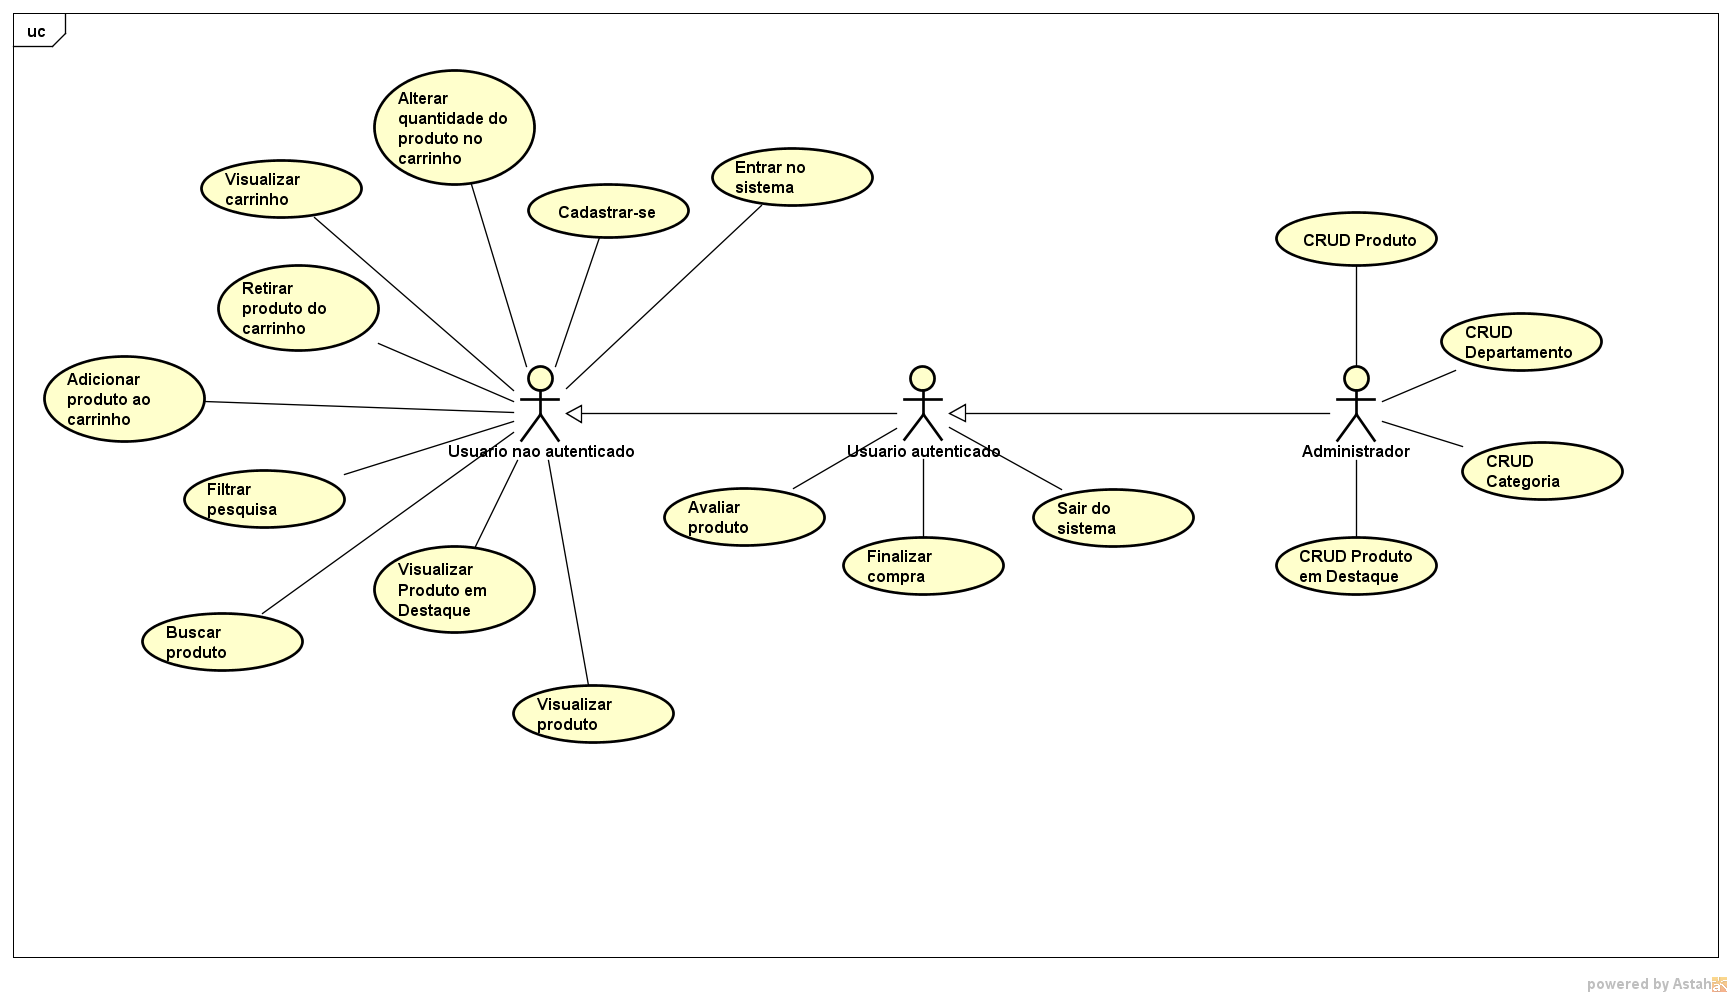 uc
Alterar
quantidade do
produto no
carrinho
Entrar no
sistema
Visualizar
carrinho
Cadastrar-se
CRUD Produto
Retirar
produto do
carrinho
CRUD
Departamento
Adicionar
produto ao
carrinho
Usuario nao autenticado
Usuario autenticado
Administrador
CRUD
Categoria
Filtrar
pesquisa
Avaliar
produto
Sair do
sistema
Finalizar
compra
CRUD Produto
em Destaque
Visualizar
Produto em
Destaque
Buscar
produto
Visualizar
produto
powered by Astah